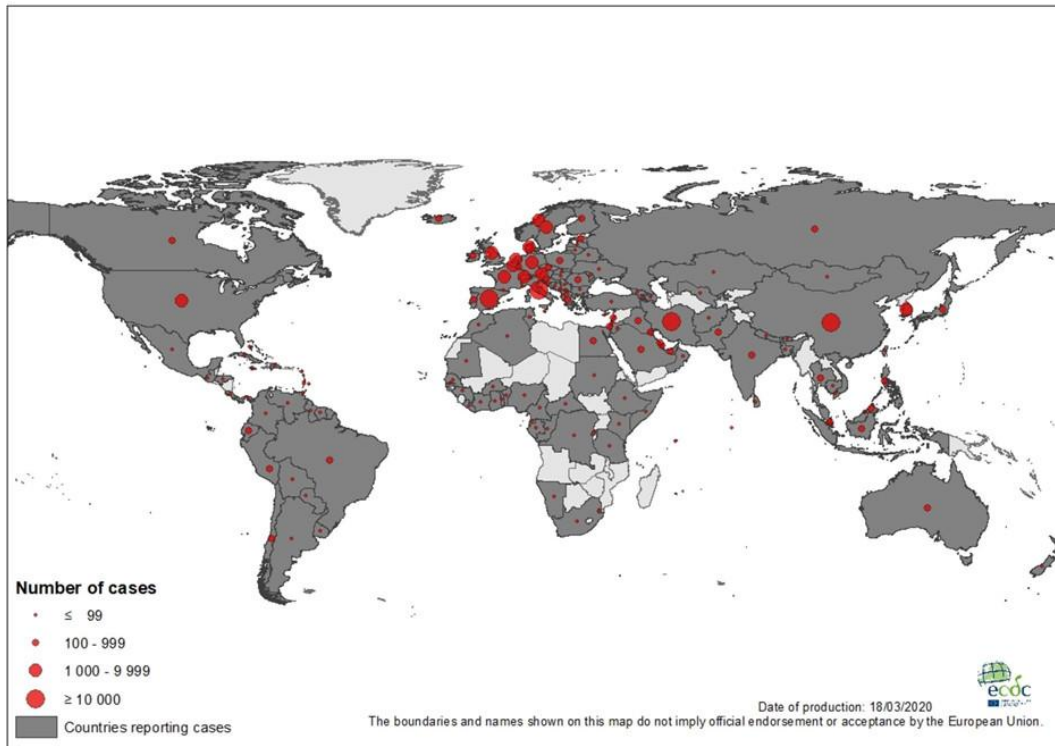 Number of cases
≤ 99
100 - 999
1 000 - 9 999
≥ 10 000
Countries reporting cases
ecdc
Date of production: 18/03/2020
The boundaries and names shown on this map do not imply official endorsement or acceptance by the European Union.